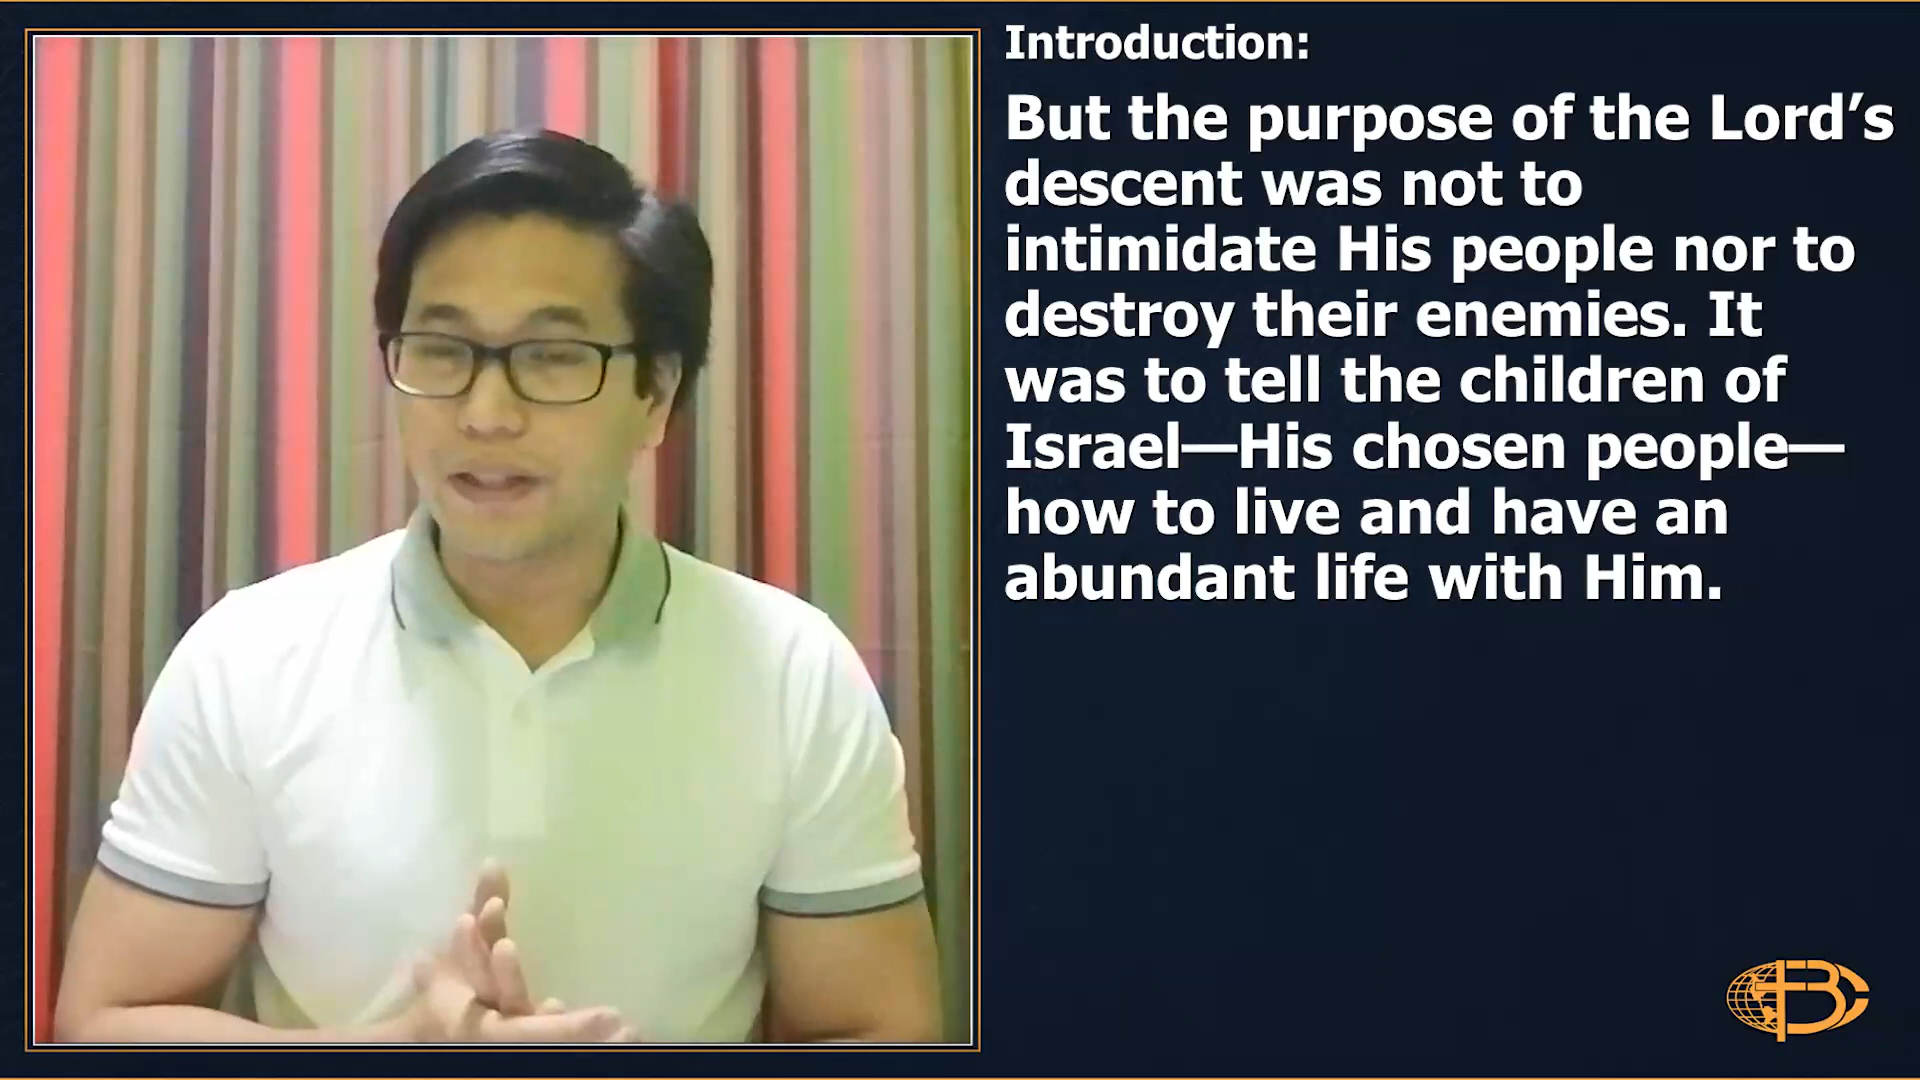 Introduction:
But the purpose of the Lord’s
descent was not to
intimidate His people nor to
destroy their enemies. It
was to tell the children of
Israel—His chosen people—
how to live and have an
abundant life with Him.